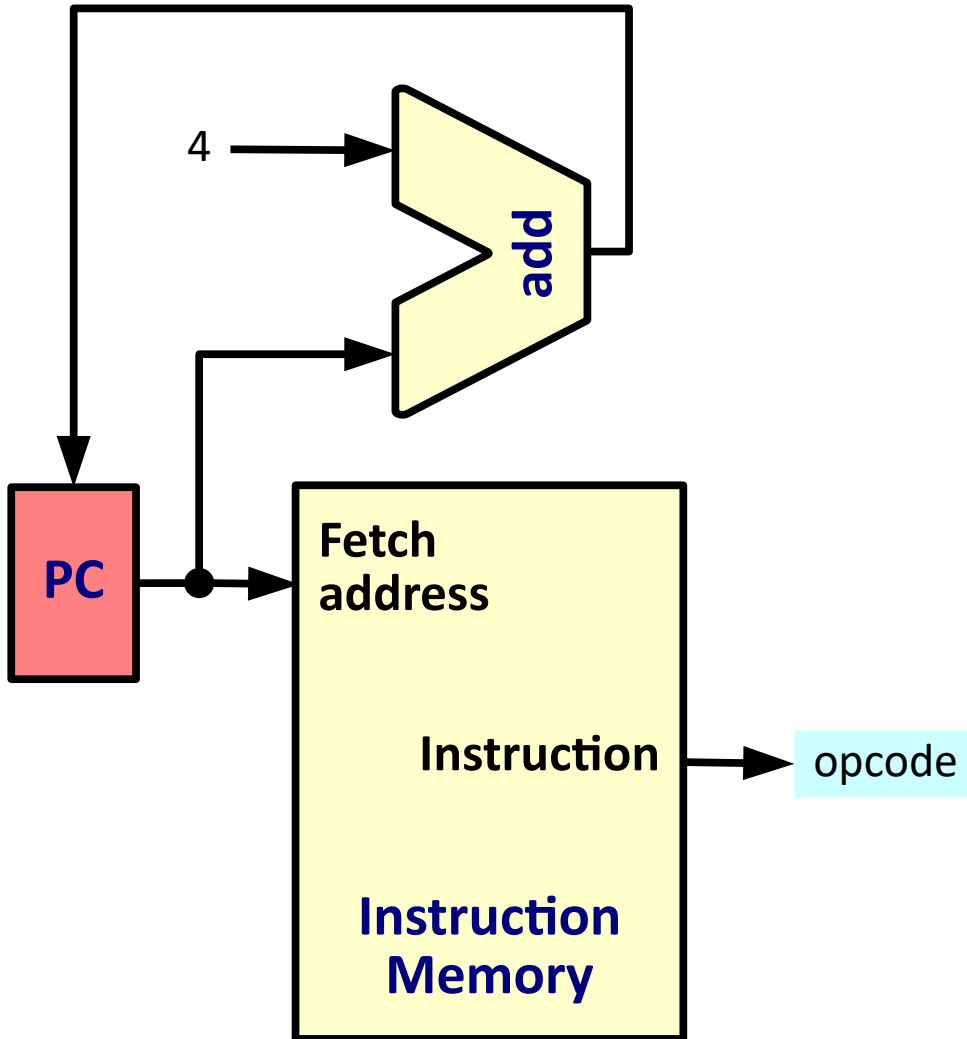 4
add
PC
Fetch
address
Instruction
opcode
Instruction
Memory